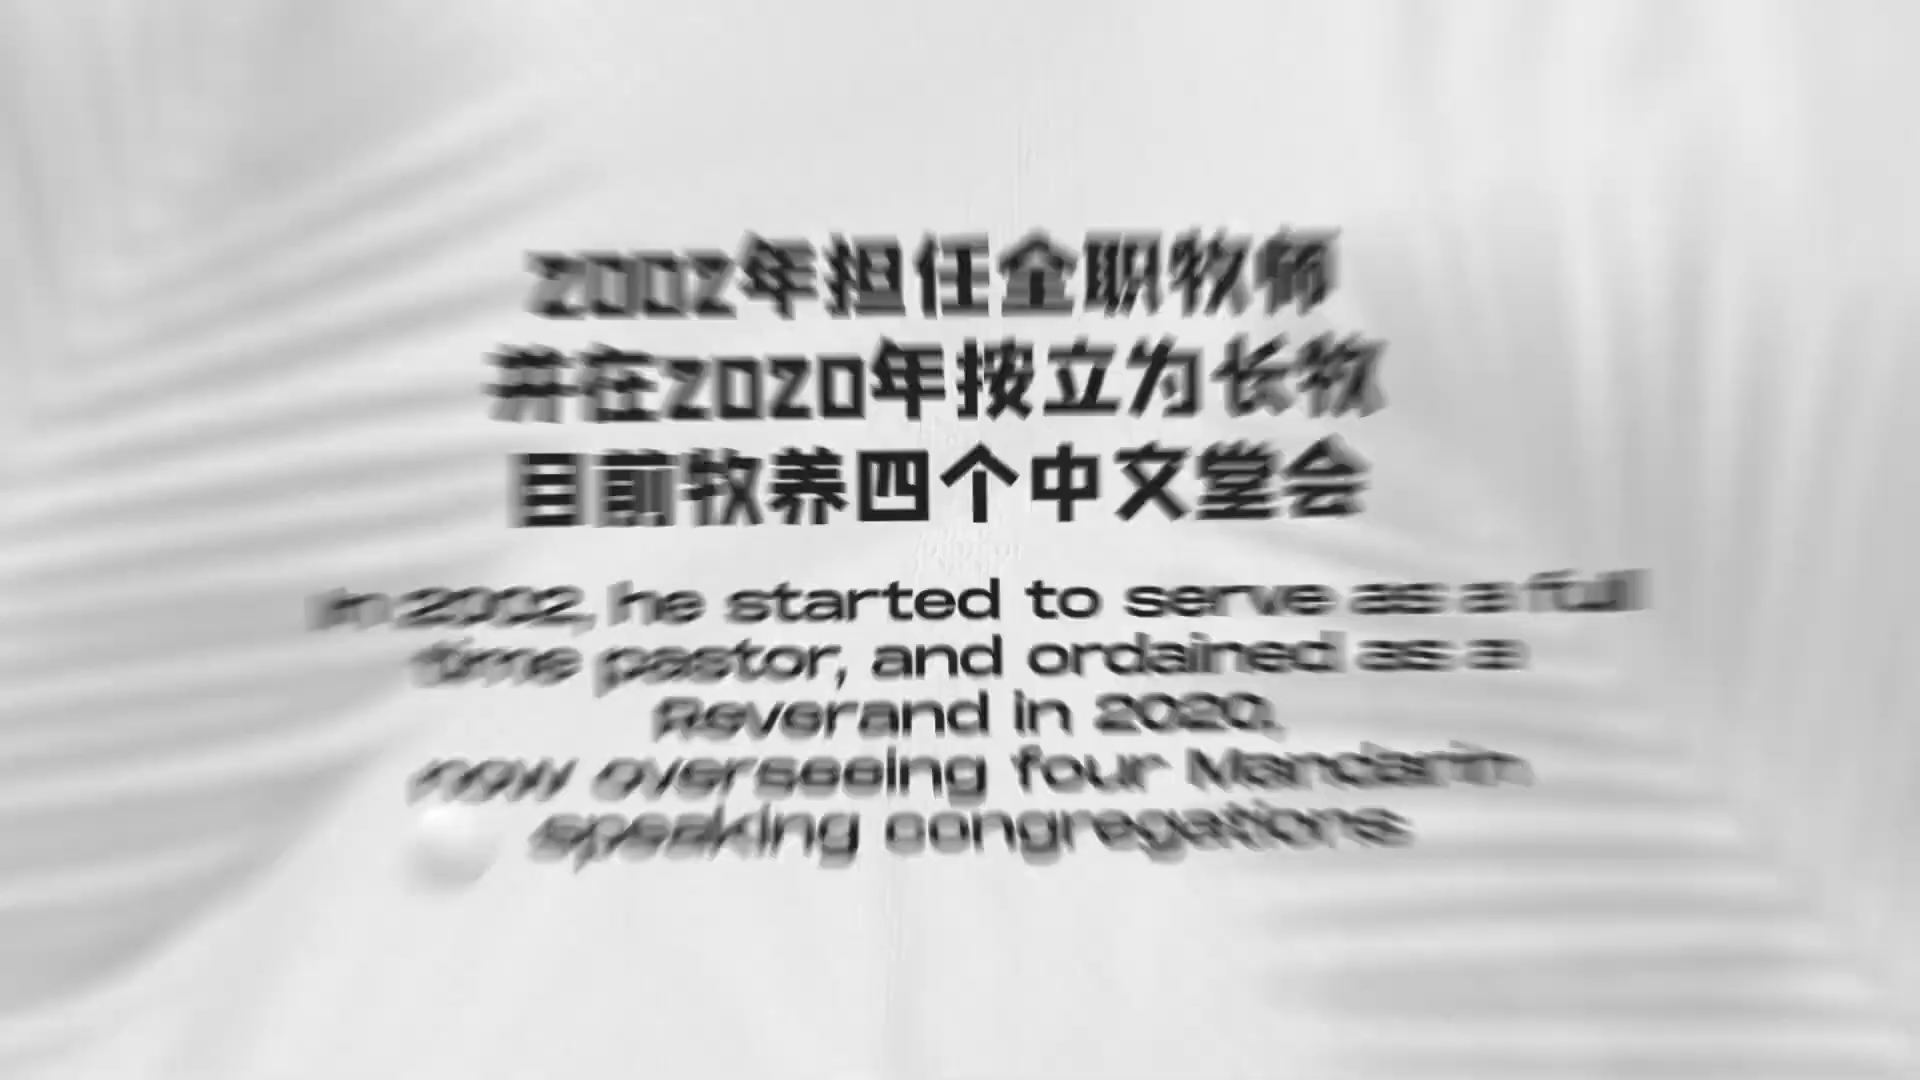 2002年担任全职牧师
并在2020年按立为长牧
目前牧养四个中文堂会
In 2002, he started to serve as a full
time pastor, and ordained as a
Reverand in 2020,
now overseeing four Mandarin
speaking congregations.